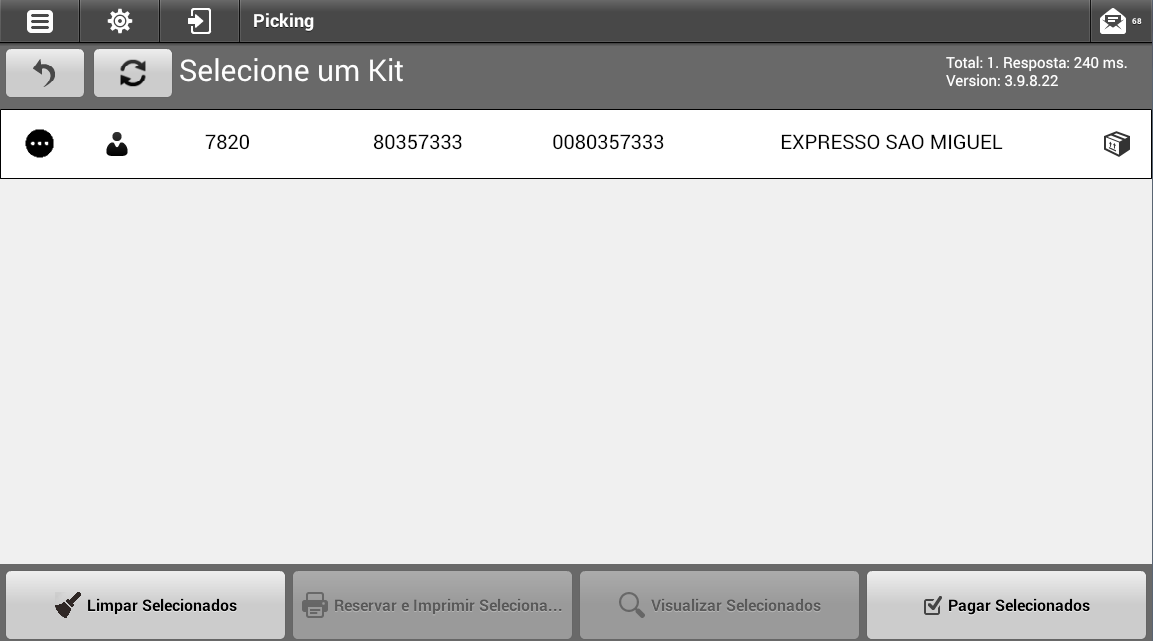 Picking
68
Selecione um Kit
Total: 1. Resposta: 240 ms.
Version: 3.9.8.22
7820 80357333 0080357333 EXPRESSO SAO MIGUEL
Limpar Selecionados
Reservar e Imprimir Seleciona...
Visualizar Selecionados
Pagar Selecionados